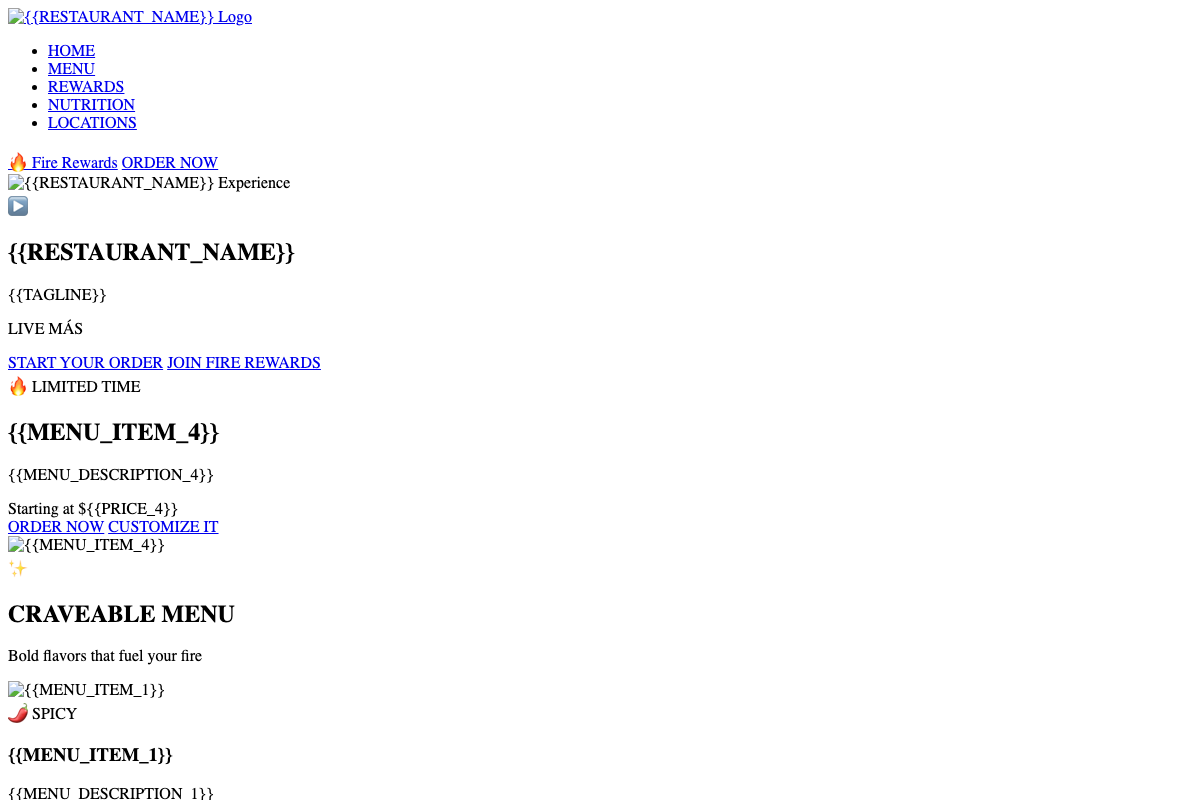 {{RESTAURANT_NAME}} Logo
HOME
MENU
REWARDS
NUTRITION
LOCATIONS
🔥 Fire Rewards ORDER NOW
{{RESTAURANT_NAME}} Experience
▶️
{{RESTAURANT_NAME}}
{{TAGLINE}}
LIVE MÁS
START YOUR ORDER JOIN FIRE REWARDS
🔥 LIMITED TIME
{{MENU_ITEM_4}}
{{MENU_DESCRIPTION_4}}
Starting at ${{PRICE_4}}
ORDER NOW CUSTOMIZE IT
{{MENU_ITEM_4}}
✨
CRAVEABLE MENU
Bold flavors that fuel your fire
{{MENU_ITEM_1}}
🌶️ SPICY
{{MENU_ITEM_1}}
{{MENU_DESCRIPTION_1}}